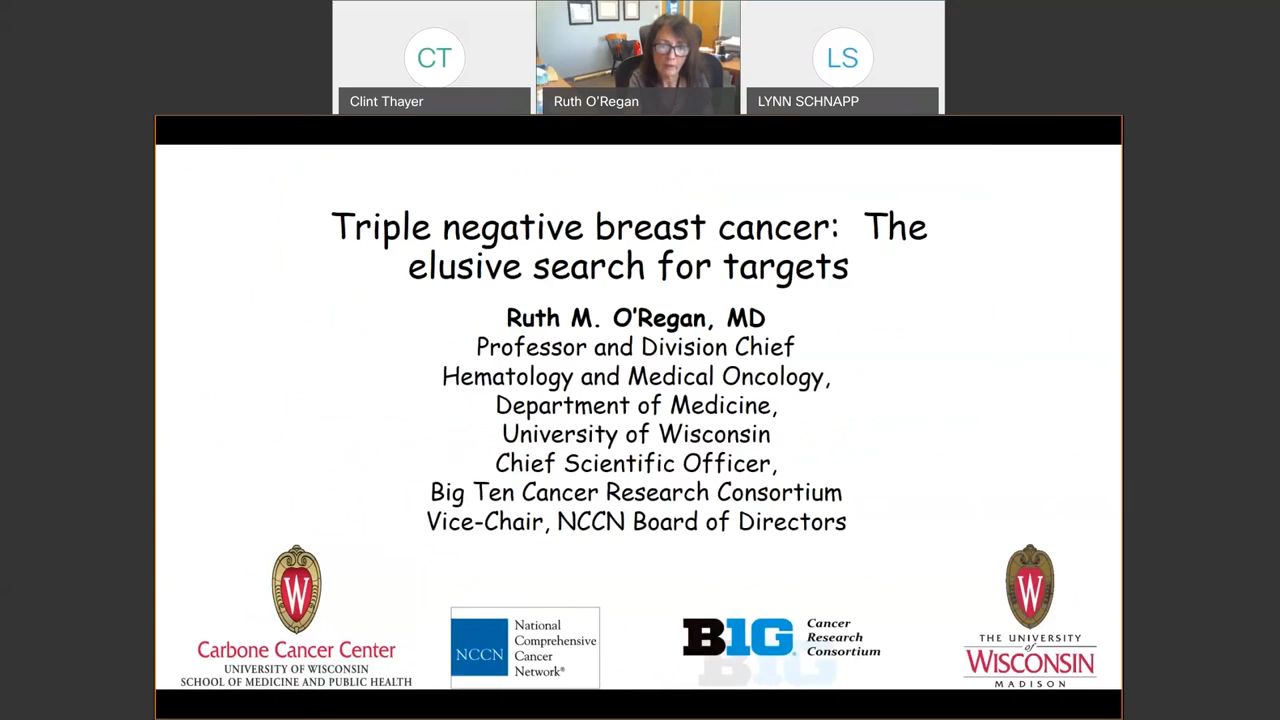 CT
LS
Clint Thayer
Ruth O'Regan
LYNN SCHNAPP
Triple negative breast cancer:  The
elusive search for targets
Ruth M. O'Regan, MD
Professor and Division Chief
Hematology and Medical Oncology,
Department of Medicine,
University of Wisconsin
Chief Scientific Officer,
Big Ten Cancer Research Consortium
Vice-Chair, NCCN Board of Directors
W
Carbone Cancer Center
UNIVERSITY OF WISCONSIN
SCHOOL OF MEDICINE AND PUBLIC HEALTH
NCCN
National
Comprehensive
Cancer
Network®
B1G
Cancer
Research
Consortium
W
THE UNIVERSITY
of
WISCONSIN
MADISON